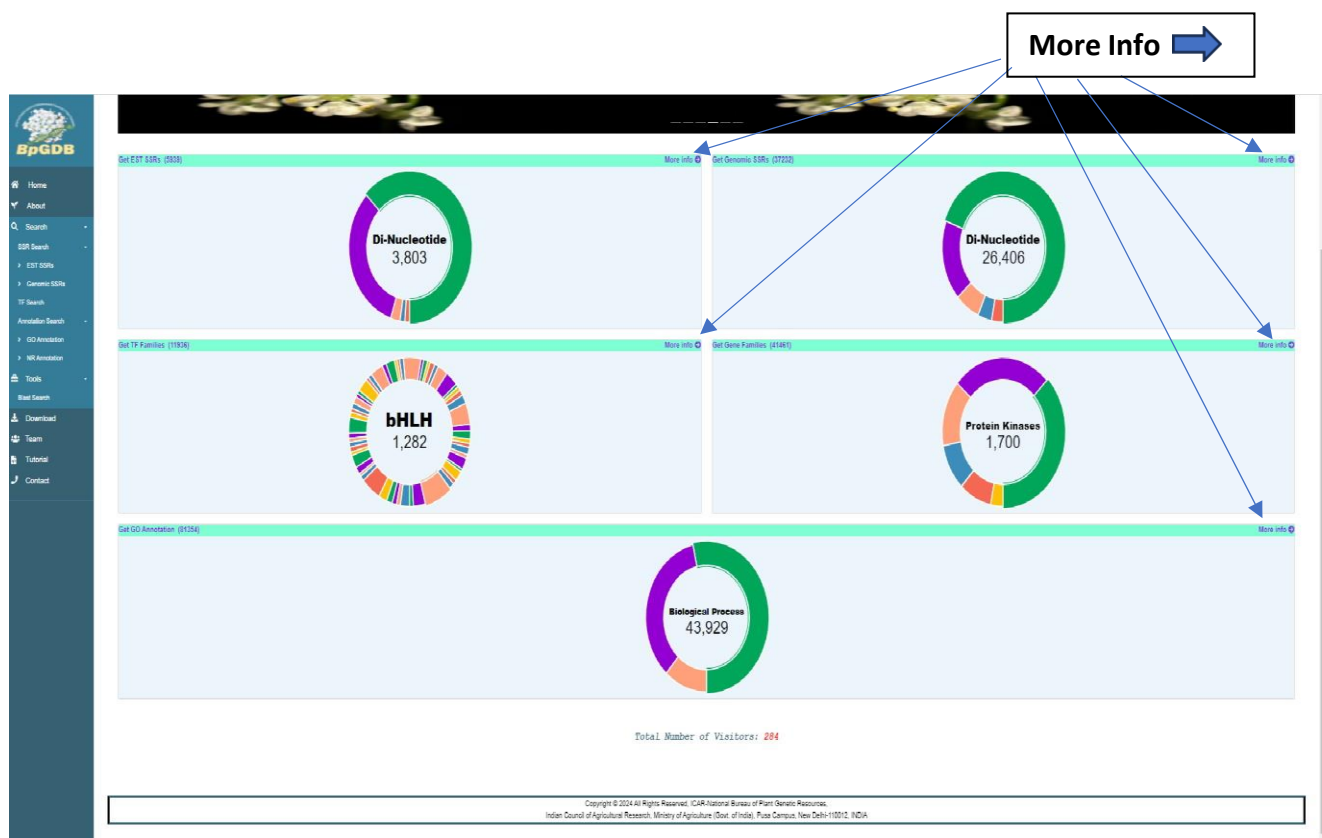 More Info
BpGDB
Home
About
Search
SSR Search
EST SSRs
Genomic SSRs
TF Search
Annotation Search
GO Annotation
NR Annotation
Tools
Blast Search
Download
Team
Tutorial
Contact
Get EST SSRs (5938) More info
Di-Nucleotide
3,803
Get Genomic SSRs (37232) More info
Di-Nucleotide
26,406
Get TF Families (11936) More info
bHLH
1,282
Get Gene Families (41461) More info
Protein Kinases
1,700
Get GO Annotation (81354) More info
Biological Process
43,929
Total Number of Visitors: 284
Copyright © 2024 All Rights Reserved, ICAR-National Bureau of Plant Genetic Resources,
Indian Council of Agricultural Research, Ministry of Agriculture (Govt. of India), Pusa Campus, New Delhi-110012, INDIA